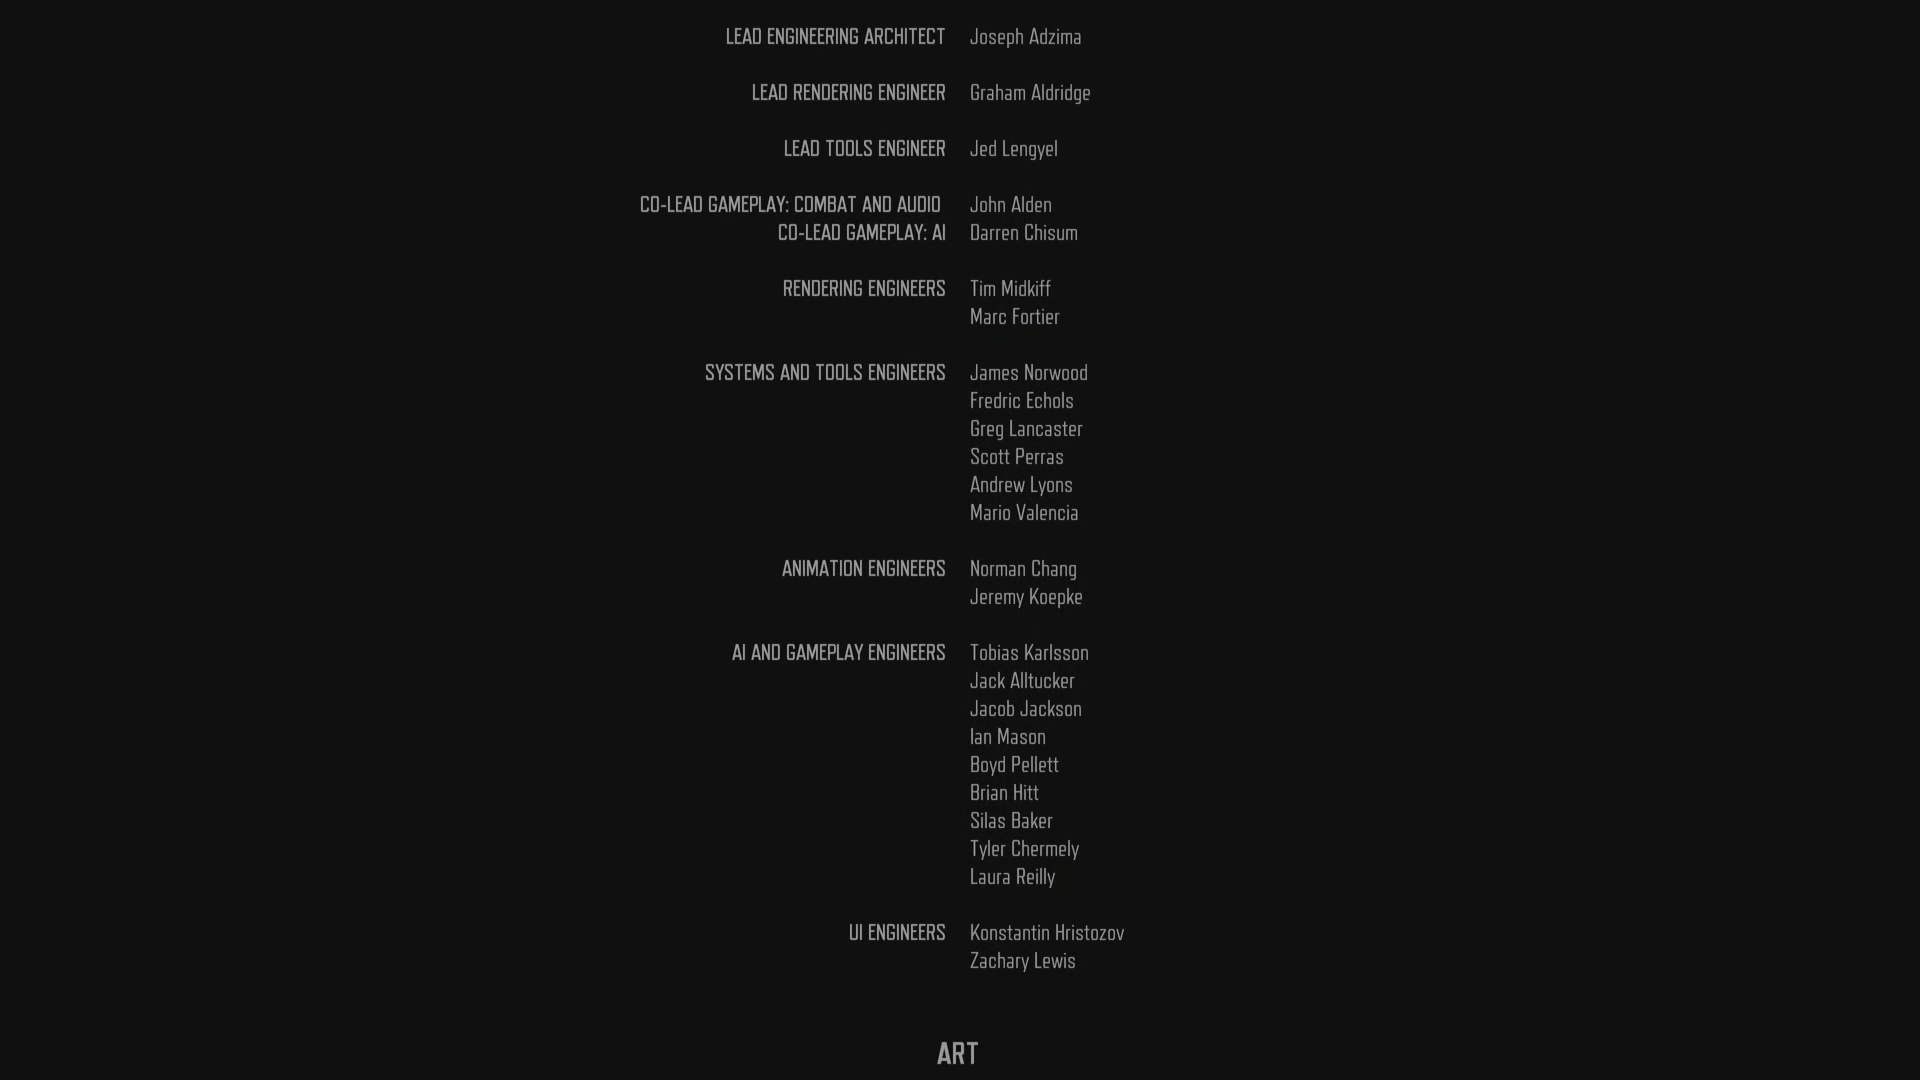 LEAD ENGINEERING ARCHITECT Joseph Adzima
LEAD RENDERING ENGINEER Graham Aldridge
LEAD TOOLS ENGINEER Jed Lengyel
CO-LEAD GAMEPLAY: COMBAT AND AUDIO John Alden
CO-LEAD GAMEPLAY: AI Darren Chisum
RENDERING ENGINEERS Tim Midkiff
Marc Fortier
SYSTEMS AND TOOLS ENGINEERS James Norwood
Fredric Echols
Greg Lancaster
Scott Perras
Andrew Lyons
Mario Valencia
ANIMATION ENGINEERS Norman Chang
Jeremy Koepke
AI AND GAMEPLAY ENGINEERS Tobias Karlsson
Jack Alltucker
Jacob Jackson
Ian Mason
Boyd Pellett
Brian Hitt
Silas Baker
Tyler Chermely
Laura Reilly
UI ENGINEERS Konstantin Hristozov
Zachary Lewis
ART